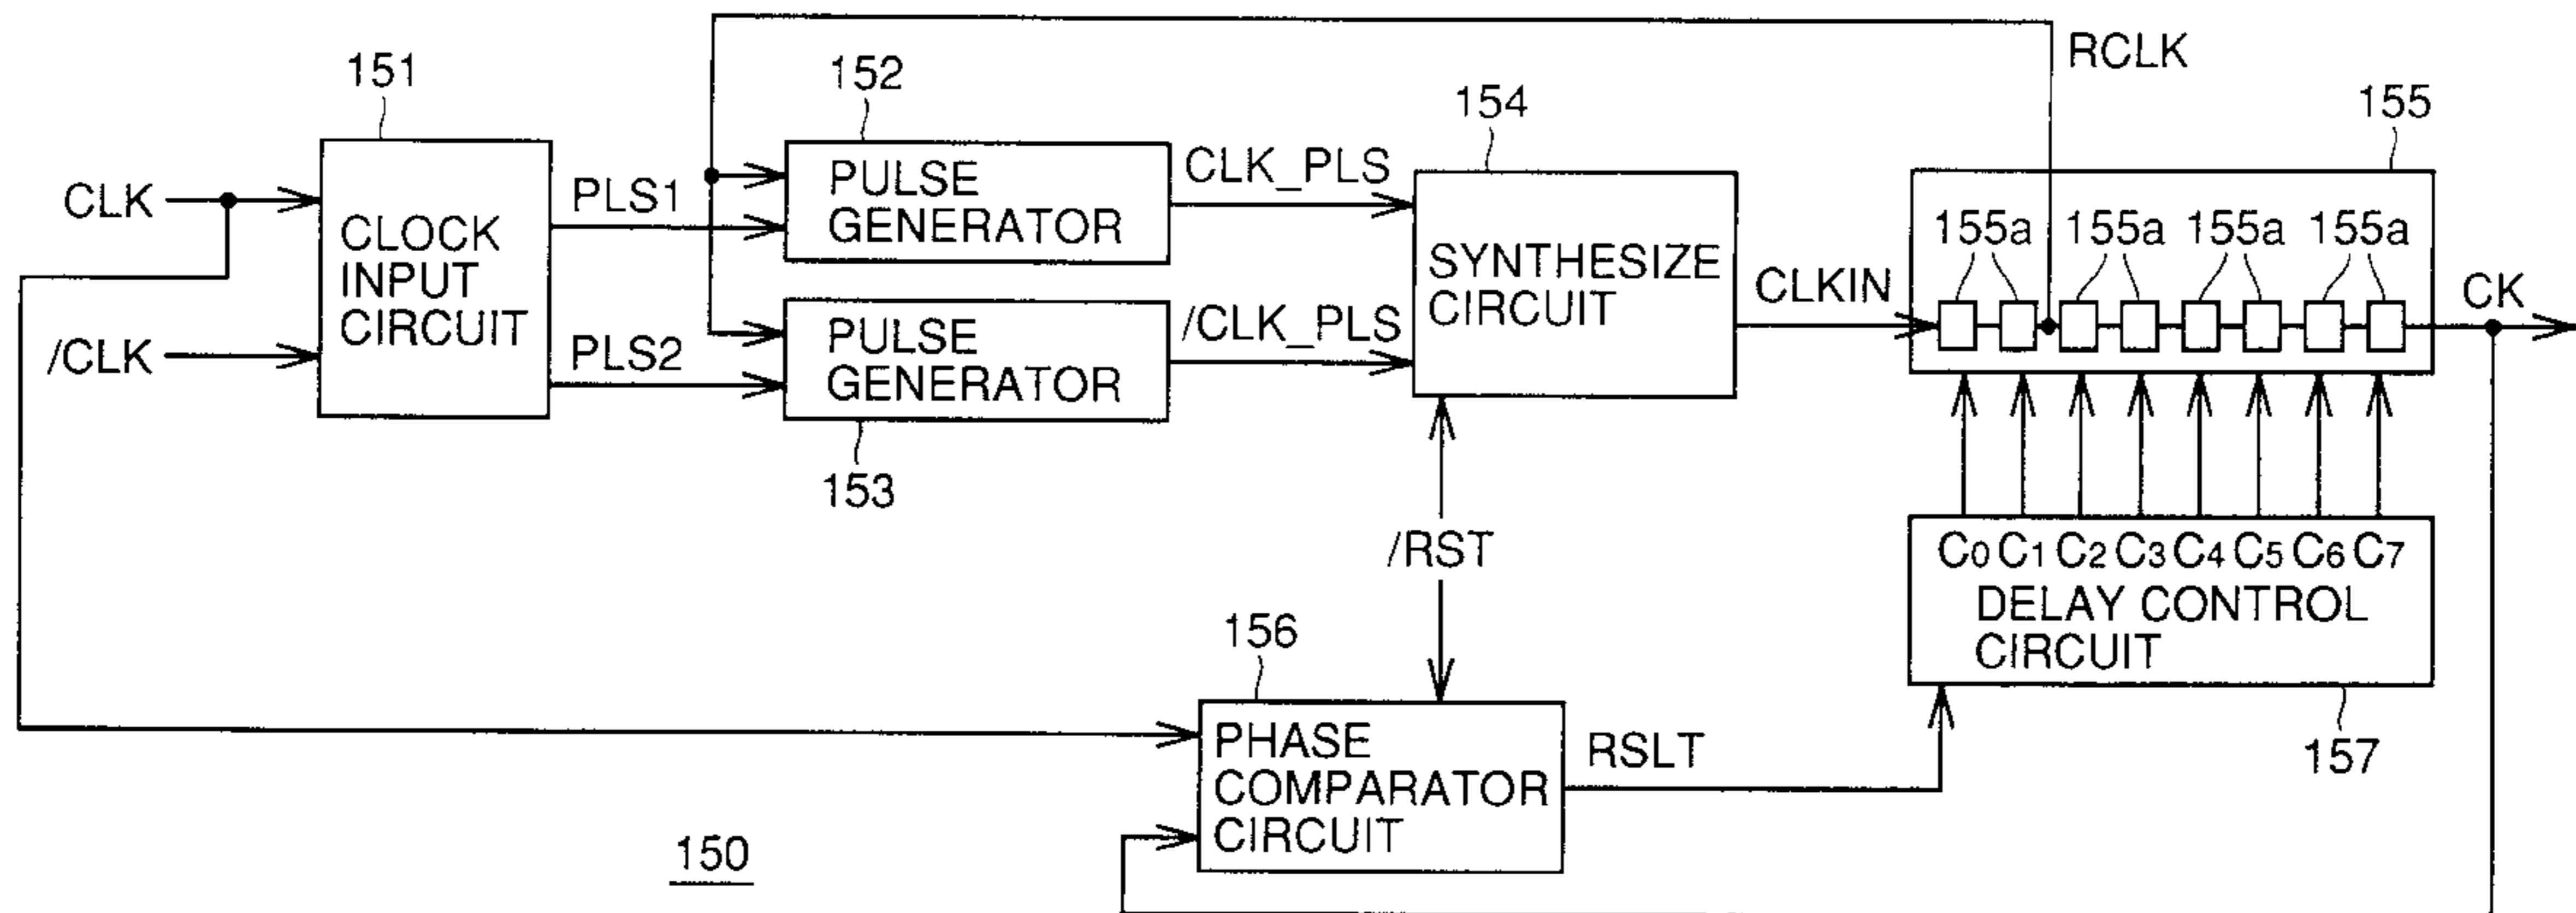 RCLK
151
152
154
155
CLK
/CLK
CLOCK
INPUT
CIRCUIT
PLS1
PLS2
PULSE
GENERATOR
CLK_PLS
PULSE
GENERATOR
/CLK_PLS
153
SYNTHESIZE
CIRCUIT
CLKIN
155a 155a 155a 155a
CK
/RST
C0 C1 C2 C3 C4 C5 C6 C7
DELAY CONTROL
CIRCUIT
157
156
PHASE
COMPARATOR
CIRCUIT
RSLT
150